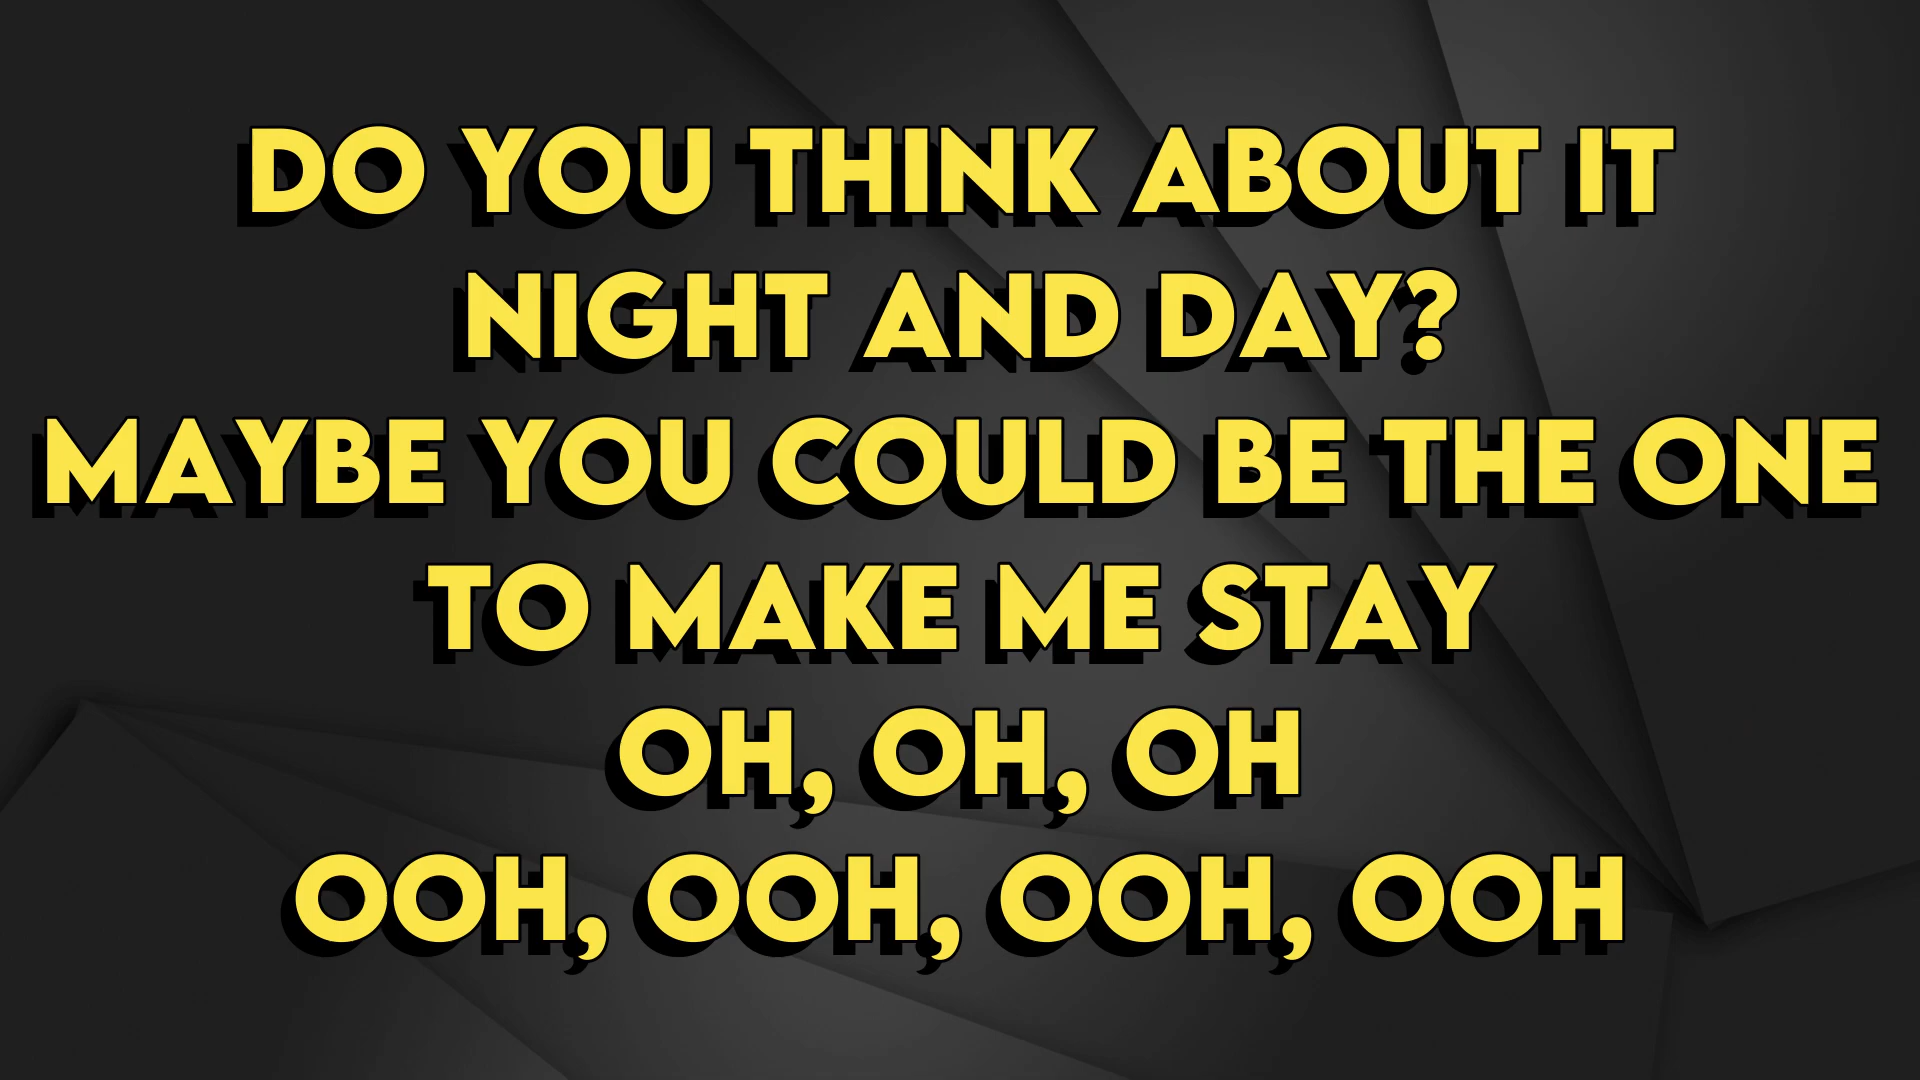 DO YOU THINK ABOUT IT
NIGHT AND DAY?
MAYBE YOU COULD BE THE ONE
TO MAKE ME STAY
OH, OH, OH
OOH, OOH, OOH, OOH